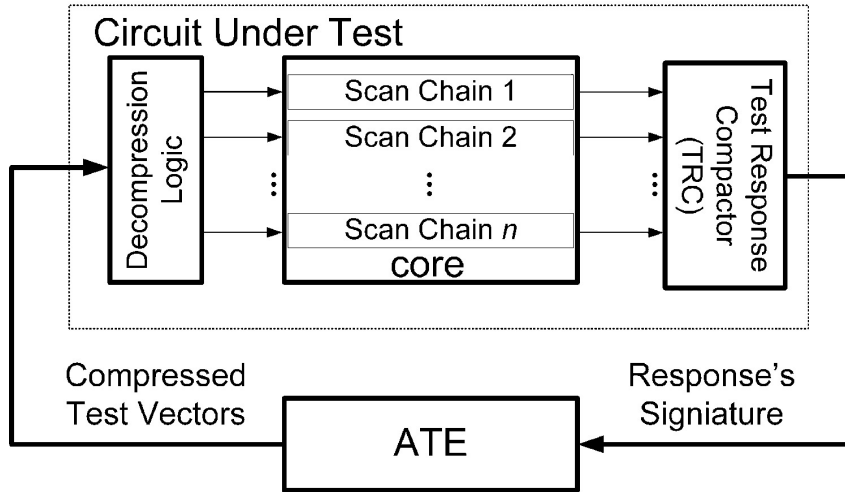 Circuit Under Test
Decompression
Logic
Scan Chain 1
Scan Chain 2
...
...
...
Scan Chain n
core
Test Response
Compactor
(TRC)
Compressed
Test Vectors
ATE
Response's
Signiature